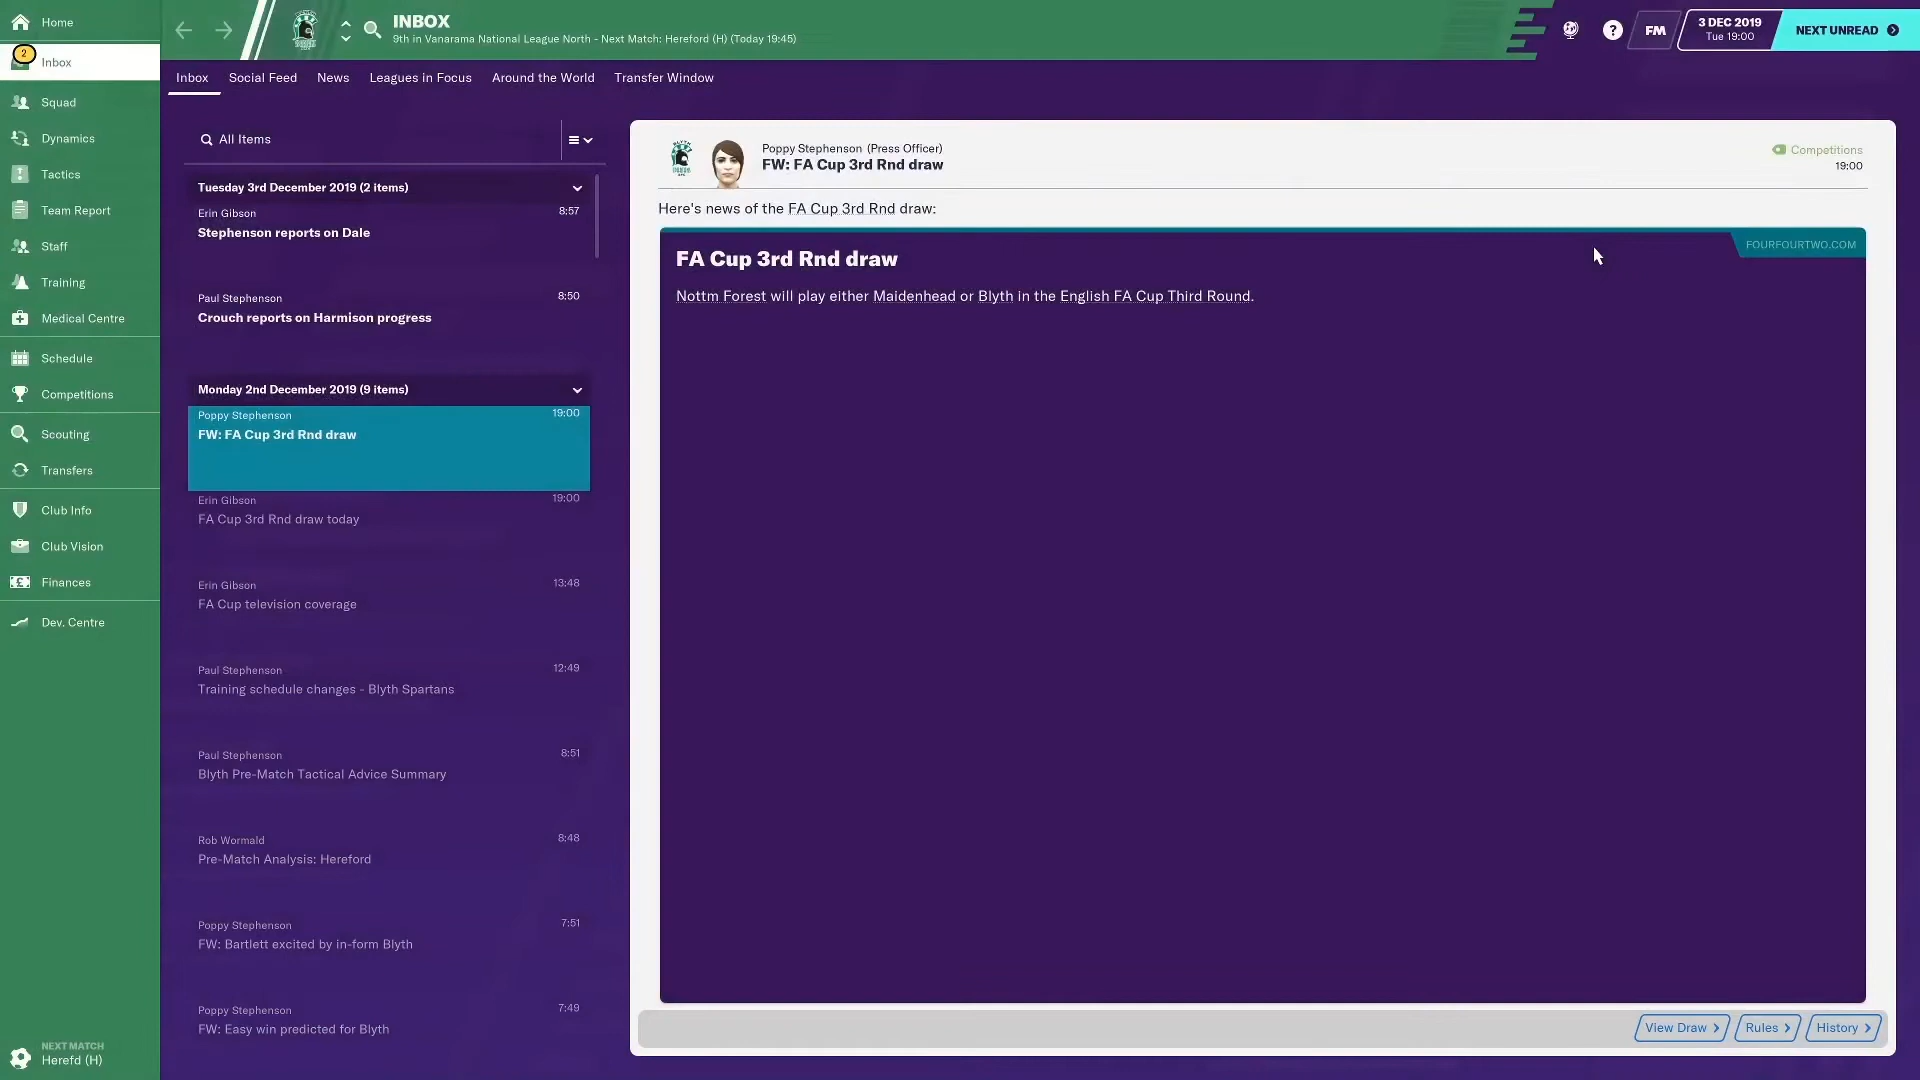 Home
INBOX
9th in Vanarama National League North - Next Match: Hereford (H) (Today 19:45)
?
FM
3 DEC 2019
Tue 19:00
NEXT UNREAD
2
Inbox
Squad
Dynamics
Tactics
Team Report
Staff
Training
Medical Centre
Schedule
Competitions
Scouting
Transfers
Club Info
Club Vision
Finances
Dev. Centre
NEXT MATCH
Herefd (H)
Inbox Social Feed News Leagues in Focus Around the World Transfer Window
All Items
Tuesday 3rd December 2019 (2 items)
Erin Gibson 8:57
Stephenson reports on Dale
Paul Stephenson 8:50
Crouch reports on Harmison progress
Monday 2nd December 2019 (9 items)
Poppy Stephenson 19:00
FW: FA Cup 3rd Rnd draw
Erin Gibson 19:00
FA Cup 3rd Rnd draw today
Erin Gibson 13:48
FA Cup television coverage
Paul Stephenson 12:49
Training schedule changes - Blyth Spartans
Paul Stephenson 8:51
Blyth Pre-Match Tactical Advice Summary
Rob Wormald 8:48
Pre-Match Analysis: Hereford
Poppy Stephenson 7:51
FW: Bartlett excited by in-form Blyth
Poppy Stephenson 7:49
FW: Easy win predicted for Blyth
Poppy Stephenson (Press Officer)
FW: FA Cup 3rd Rnd draw
Competitions
19:00
Here's news of the FA Cup 3rd Rnd draw:
FOURFOURTWO.COM
FA Cup 3rd Rnd draw
Nottm Forest will play either Maidenhead or Blyth in the English FA Cup Third Round.
View Draw Rules History